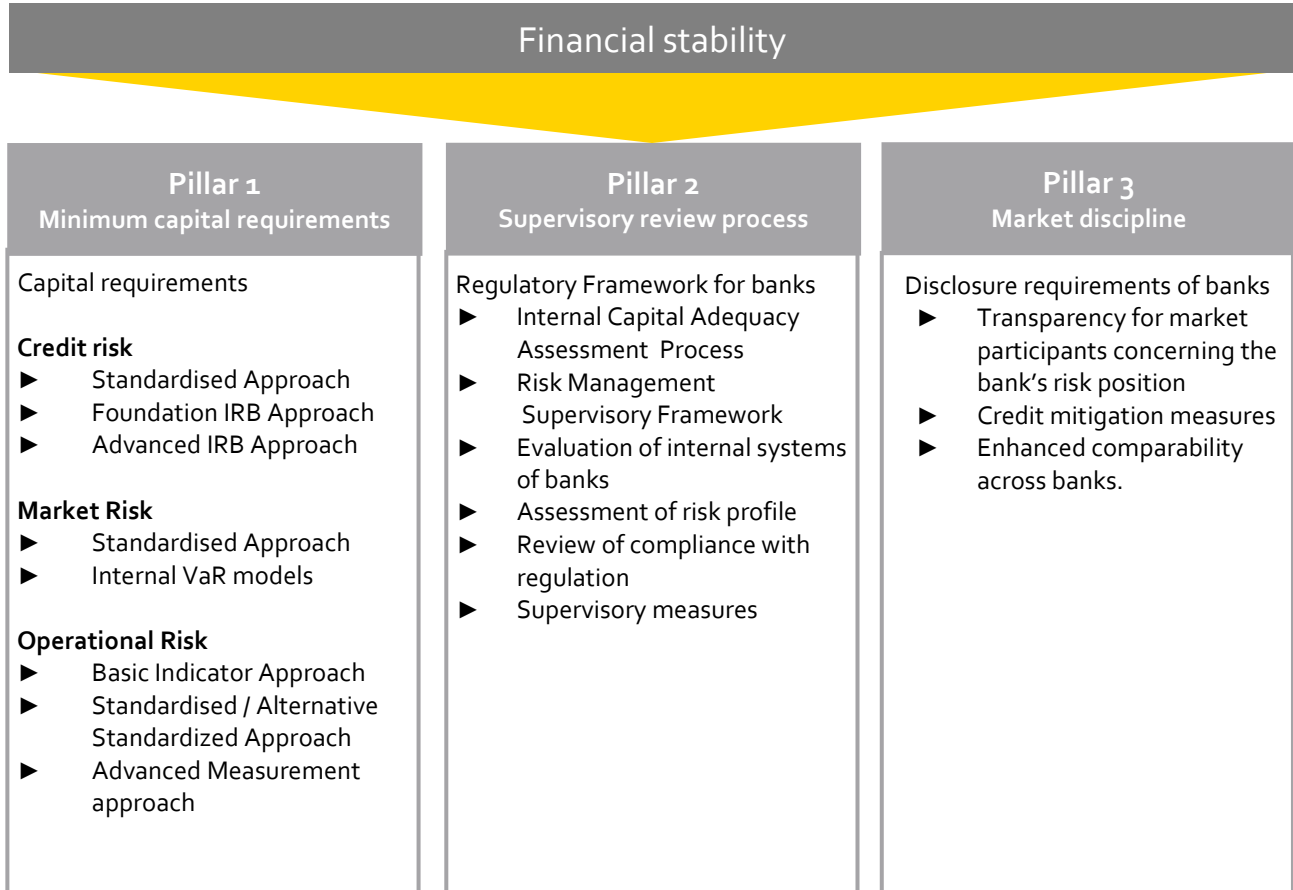 Financial stability
Pillar 1
Minimum capital requirements
Capital requirements
Credit risk
► Standardised Approach
► Foundation IRB Approach
► Advanced IRB Approach
Market Risk
► Standardised Approach
► Internal VaR models
Operational Risk
► Basic Indicator Approach
► Standardised / Alternative
Standardized Approach
► Advanced Measurement
approach
Pillar 2
Supervisory review process
Regulatory Framework for banks
► Internal Capital Adequacy
Assessment Process
► Risk Management
Supervisory Framework
► Evaluation of internal systems
of banks
► Assessment of risk profile
► Review of compliance with
regulation
► Supervisory measures
Pillar 3
Market discipline
Disclosure requirements of banks
► Transparency for market
participants concerning the
bank's risk position
► Credit mitigation measures
► Enhanced comparability
across banks.